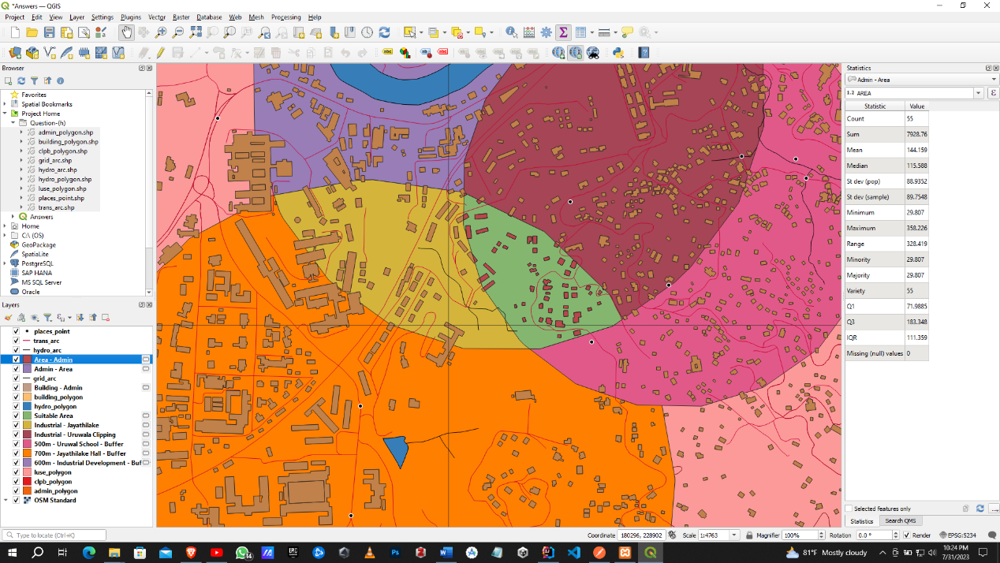 *Answers — QGIS
Project Edit View Layer Settings Plugins Vector Raster Database Web Mesh Processing Help
Browser
Favorites
Spatial Bookmarks
Project Home
Question-(h)
admin_polygon.shp
building_polygon.shp
clpb_polygon.shp
grid_arc.shp
hydro_arc.shp
hydro_polygon.shp
luse_polygon.shp
places_point.shp
trans_arc.shp
Answers
Home
C:\ (OS)
GeoPackage
SpatiaLite
PostgreSQL
SAP HANA
MS SQL Server
Oracle
Layers
places_point
trans_arc
hydro_arc
Area - Admin
Admin - Area
grid_arc
Building - Admin
building_polygon
hydro_polygon
Suitable Area
Industrial - Jayathilake
Industrial - Uruwala Clipping
500m - Uruwal School - Buffer
700m - Jayathilake Hall - Buffer
600m - Industrial Development - Buf
luse_polygon
clpb_polygon
admin_polygon
OSM Standard
Statistics
Admin - Area
1.2 AREA
ε
Statistic Value
Count 55
Sum 7928.76
Mean 144.159
Median 115.588
St dev (pop) 88.9352
St dev (sample) 89.7548
Minimum 29.807
Maximum 358.226
Range 328.419
Minority 29.807
Majority 29.807
Variety 55
Q1 71.9885
Q3 183.348
IQR 111.359
Missing (null) values 0
Selected features only
Statistics Search QMS
Type to locate (Ctrl+K)
Coordinate 180296, 228902 Scale 1:4763 Magnifier 100% Rotation 0.0 ° Render EPSG:5234
14
81°F Mostly cloudy
10:24 PM
7/31/2023